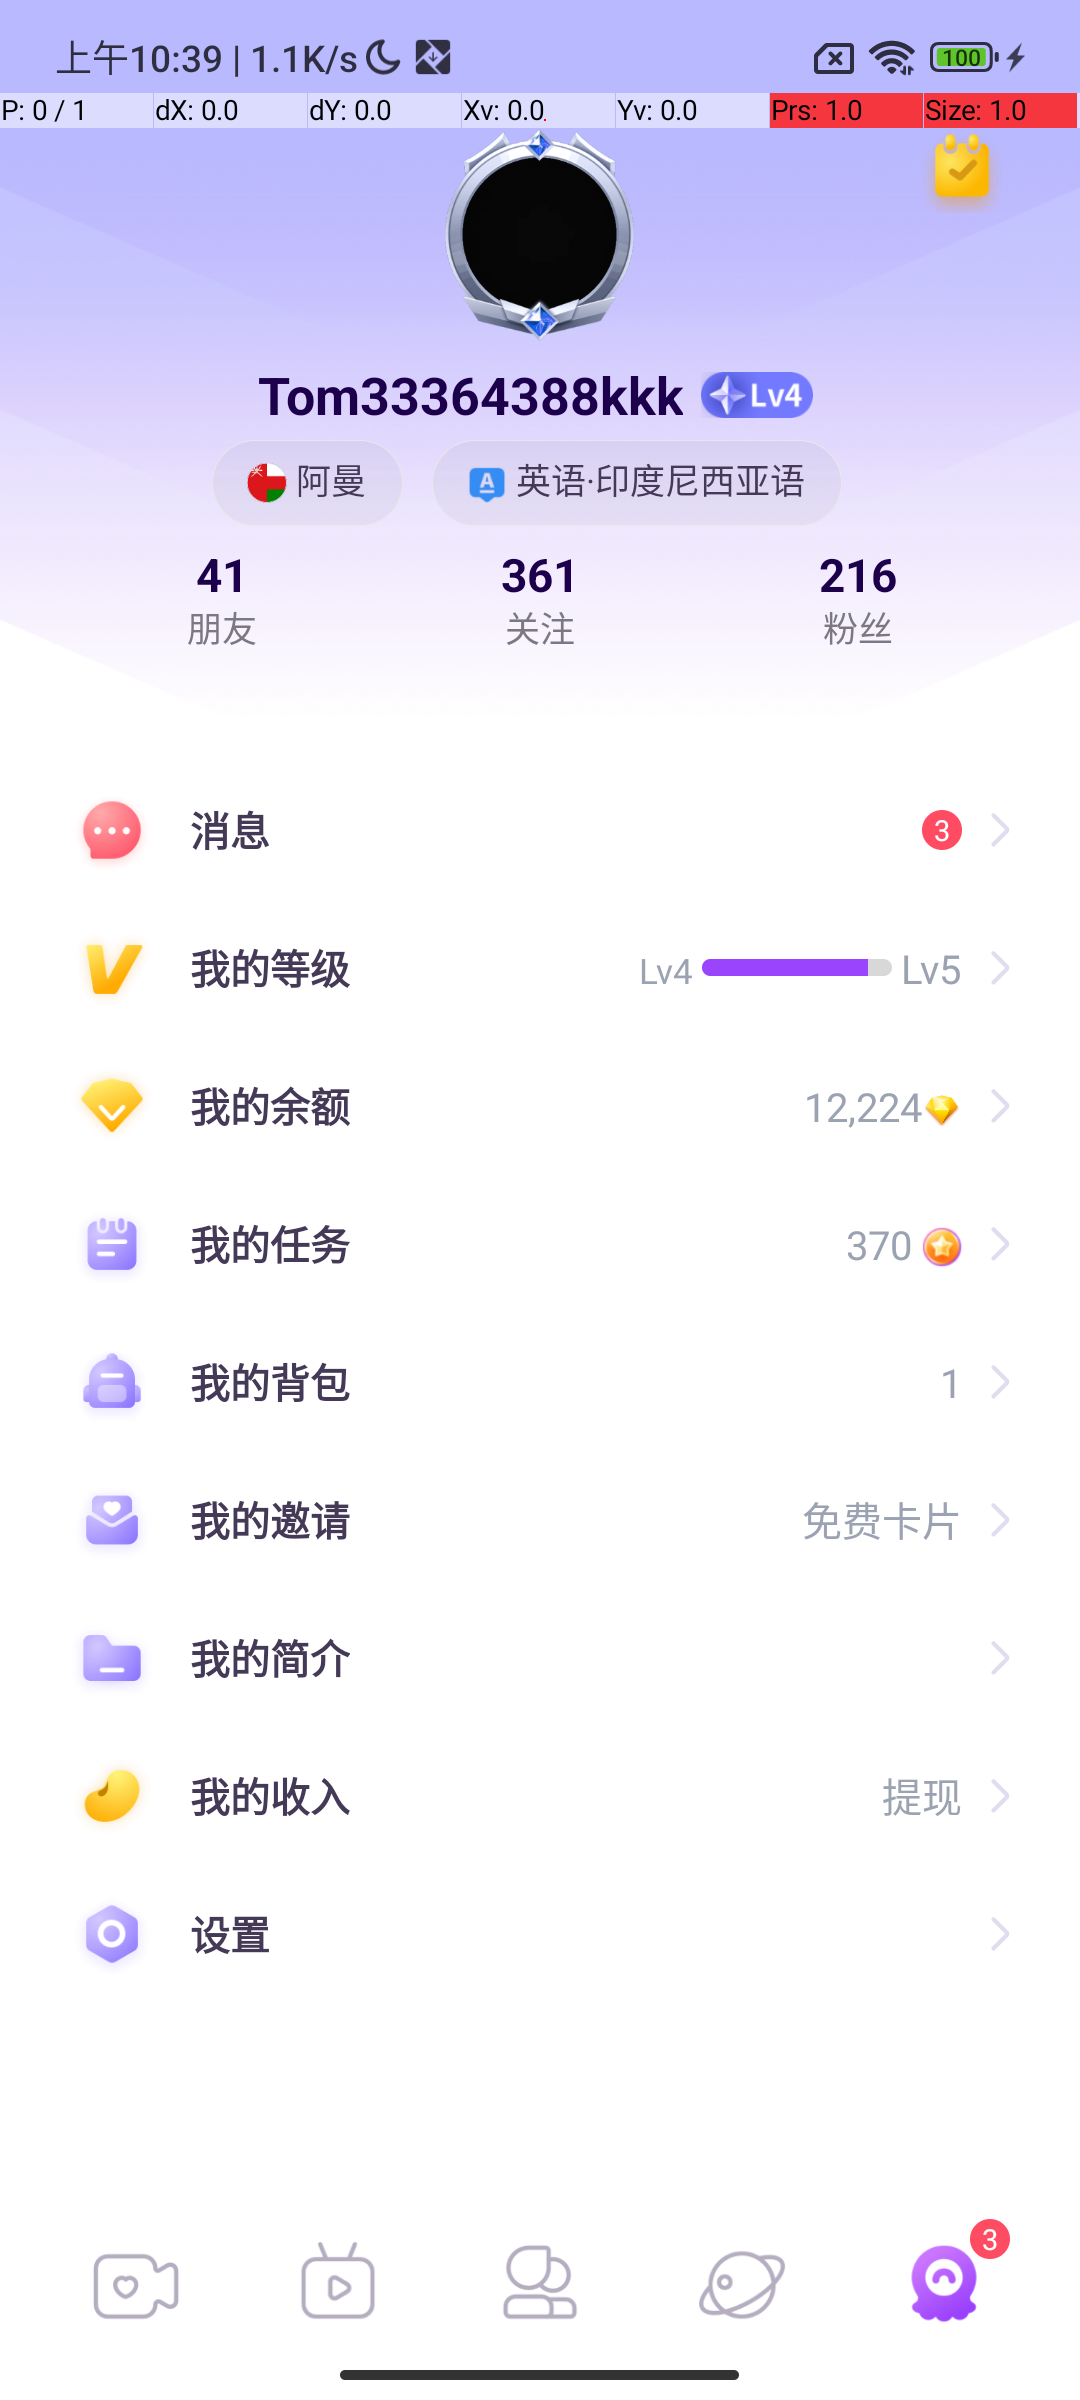 上午10:39 | 1.1K/s
100
P: 0 / 1
dX: 0.0
dY: 0.0
Xv: 0.0
Yv: 0.0
Prs: 1.0
Size: 1.0
Tom33364388kkk
Lv4
阿曼
A 英语·印度尼西亚语
41
朋友
361
关注
216
粉丝
消息
3
我的等级
Lv4
Lv5
我的余额
12,224
我的任务
370
我的背包
1
我的邀请
免费卡片
我的简介
我的收入
提现
设置
3